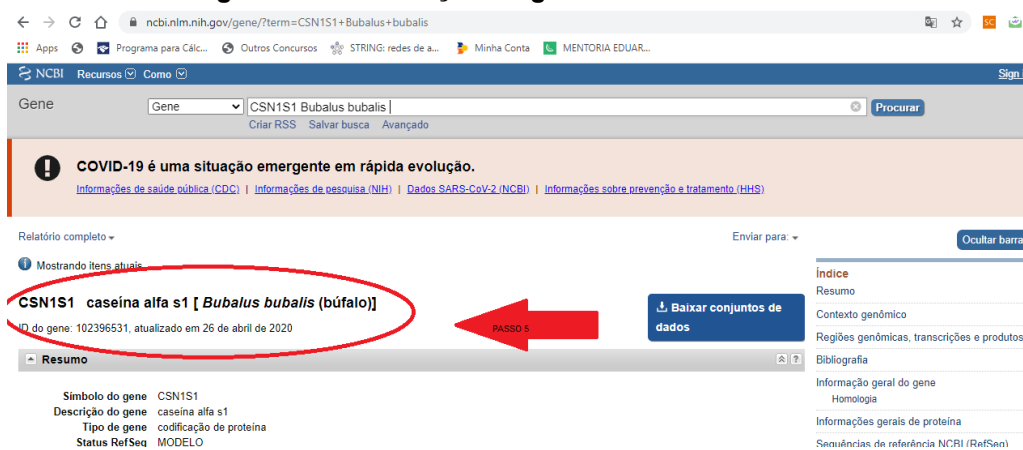 ncbi.nlm.nih.gov/gene/?term=CSN1S1+Bubalus+bubalis
Apps Programa para Cálc... Outros Concursos STRING: redes de a... Minha Conta MENTORIA EDUAR...
NCBI Recursos Como Sign
Gene Gene CSN1S1 Bubalus bubalis Procurar
Criar RSS Salvar busca Avançado
COVID-19 é uma situação emergente em rápida evolução.
Informações de saúde pública (CDC) | Informações de pesquisa (NIH) | Dados SARS-CoV-2 (NCBI) | Informações sobre prevenção e tratamento (HHS)
Relatório completo Enviar para: Ocultar barra
Mostrando itens atuais.
Índice
Resumo
CSN1S1 caseína alfa s1 [ Bubalus bubalis (búfalo)]
Baixar conjuntos de dados
Contexto genômico
ID do gene: 102396531, atualizado em 26 de abril de 2020
PASSO 5
Regiões genômicas, transcrições e produtos
Resumo
Bibliografia
Informação geral do gene
Homologia
Símbolo do gene CSN1S1
Descrição do gene caseína alfa s1
Tipo de gene codificação de proteína
Status RefSeq MODELO
Informações gerais de proteína
Sequências de referência NCBI (RefSeq)